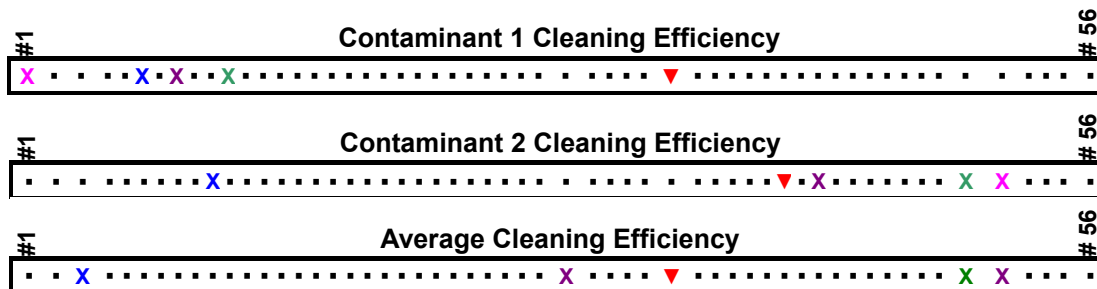 #1
Contaminant 1 Cleaning Efficiency
# 56
X X X X
#1
Contaminant 2 Cleaning Efficiency
# 56
X X X X
#1
Average Cleaning Efficiency
# 56
X X X X